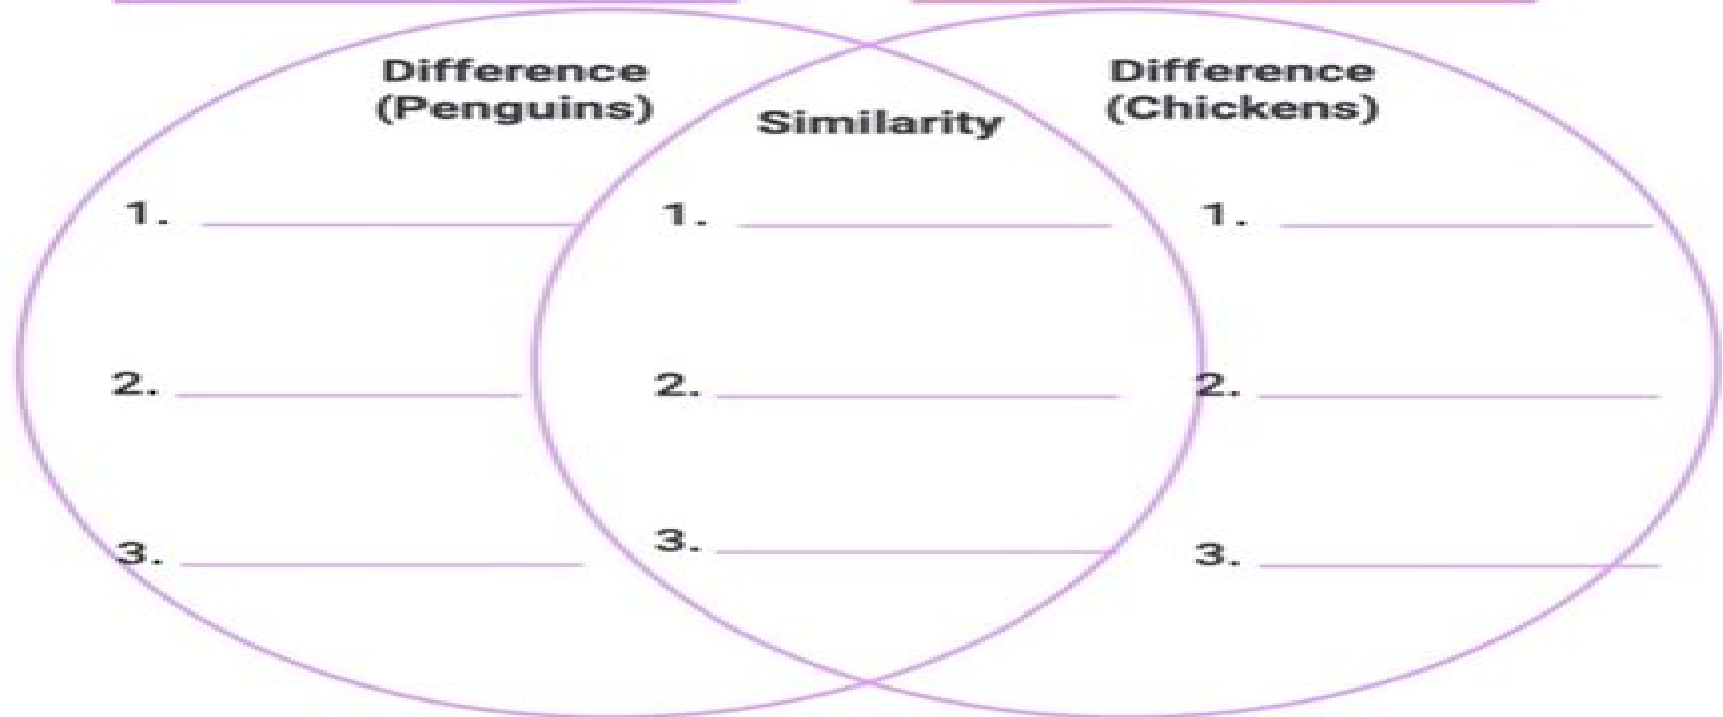 Difference
(Penguins)
Similarity
Difference
(Chickens)
1.
1.
1.
2.
2.
2.
3.
3.
3.